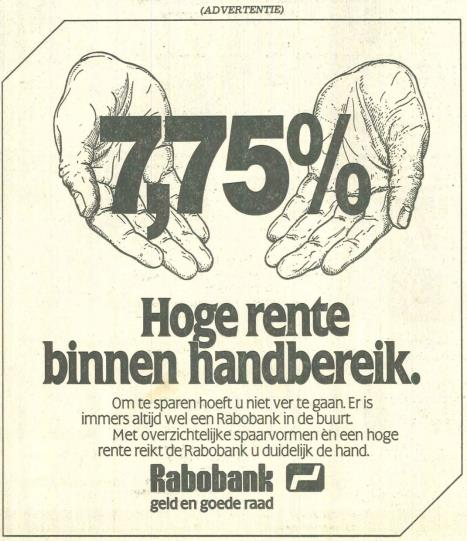 (ADVERTENTIE)
7,75%
Hoge rente
binnen handbereik.
Om te sparen hoeft u niet ver te gaan. Er is
immers altijd wel een Rabobank in de buurt.
Met overzichtelijke spaarvormen èn een hoge
rente reikt de Rabobank u duidelijk de hand.
Rabobank
geld en goede raad